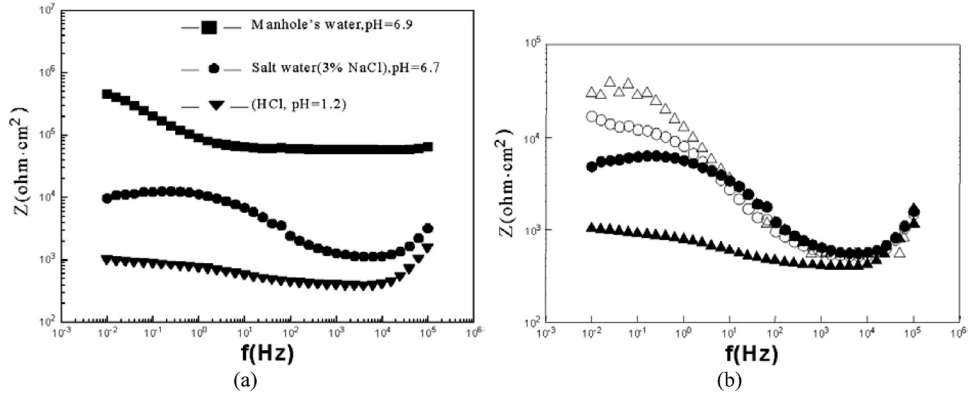 10^7
10^6
10^5
10^4
10^3
10^2
Z(ohm·cm^2)
Manhole's water,pH=6.9
Salt water(3% NaCl),pH=6.7
(HCl, pH=1.2)
10^-3 10^-2 10^-1 10^0 10^1 10^2 10^3 10^4 10^5 10^6
f(Hz)
(a)
10^5
10^4
10^3
10^2
Z(ohm·cm^2)
10^-3 10^-2 10^-1 10^0 10^1 10^2 10^3 10^4 10^5 10^6
f(Hz)
(b)